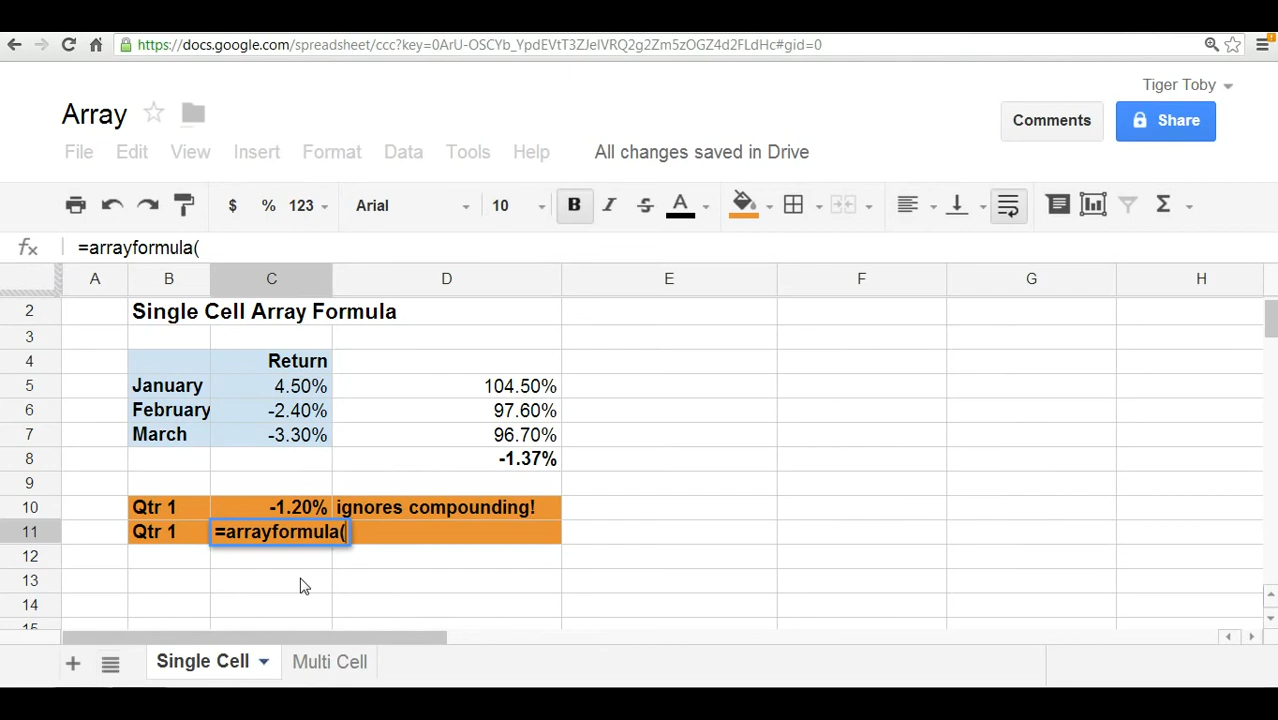 https://docs.google.com/spreadsheet/ccc?key=0ArU-OSCYb_YpdEVtT3ZJelVRQ2g2Zm5zOGZ4d2FLdHc#gid=0
Tiger Toby
Array
Comments
Share
File Edit View Insert Format Data Tools Help All changes saved in Drive
$ % 123 Arial 10 B I S A Σ
fx =arrayformula(
A B C D E F G H
2 Single Cell Array Formula
3
4 Return
5 January 4.50% 104.50%
6 February -2.40% 97.60%
7 March -3.30% 96.70%
8 -1.37%
9
10 Qtr 1 -1.20% ignores compounding!
11 Qtr 1 =arrayformula(
12
13
14
15
+ Single Cell Multi Cell